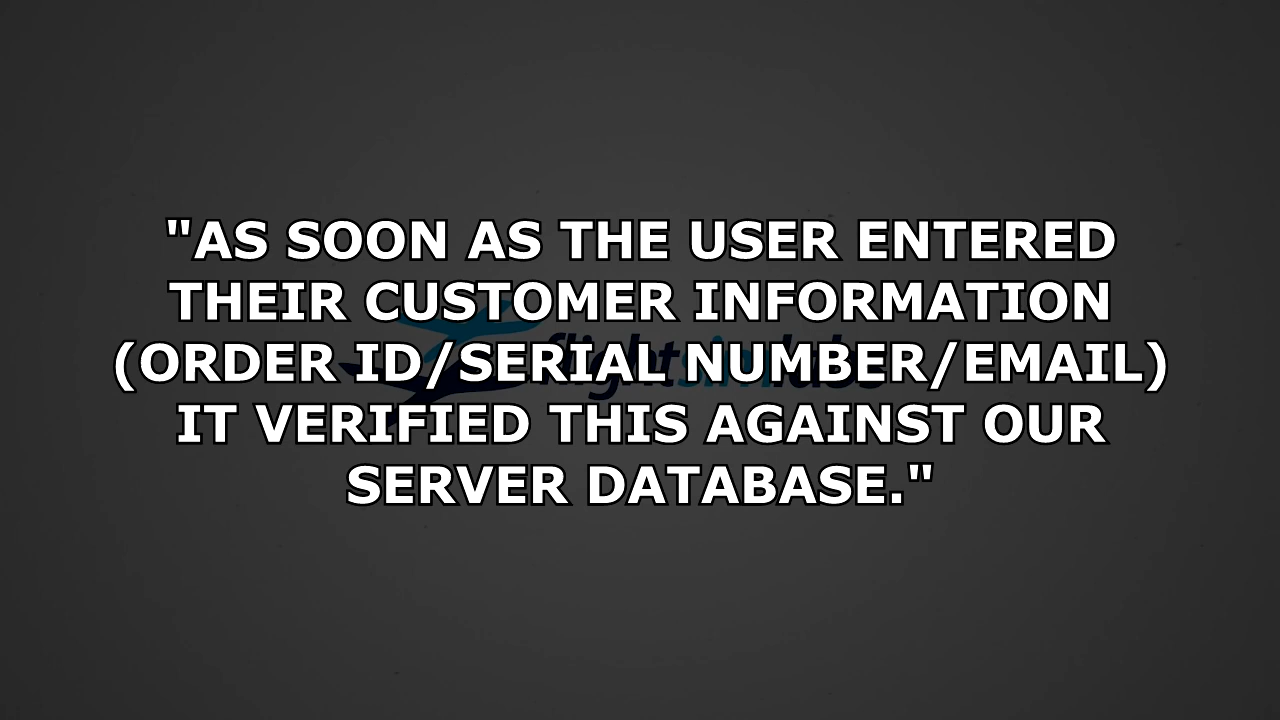 "AS SOON AS THE USER ENTERED
THEIR CUSTOMER INFORMATION
(ORDER ID/SERIAL NUMBER/EMAIL)
IT VERIFIED THIS AGAINST OUR
SERVER DATABASE."
flightsimlabs